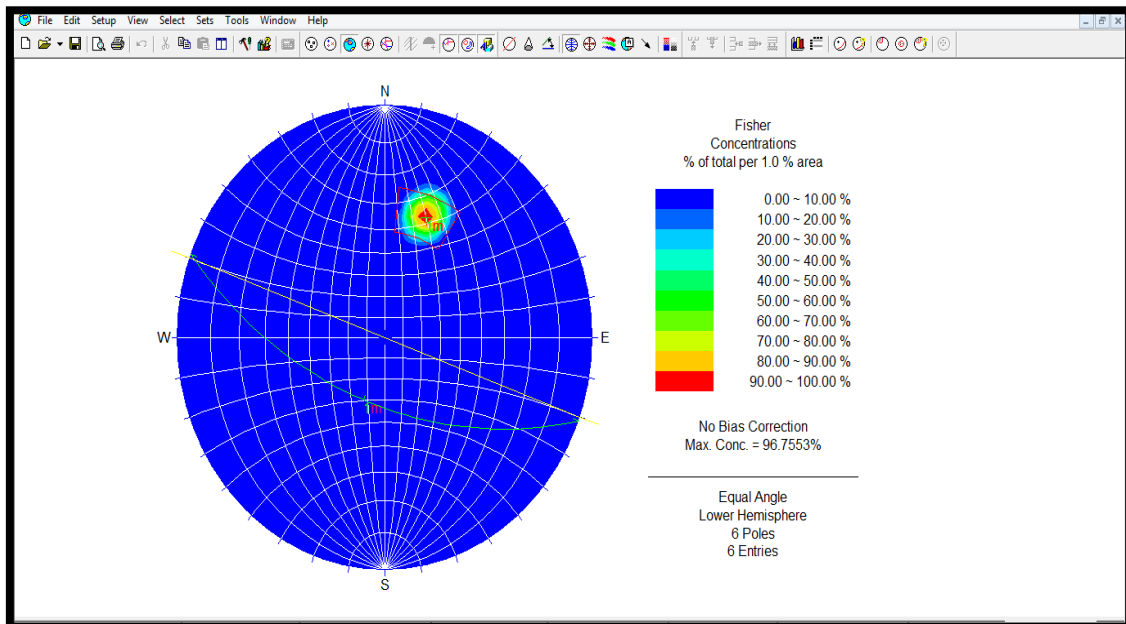 File Edit Setup View Select Sets Tools Window Help
N
W
E
S
1m
1m
Fisher
Concentrations
% of total per 1.0 % area
0.00 ~ 10.00 %
10.00 ~ 20.00 %
20.00 ~ 30.00 %
30.00 ~ 40.00 %
40.00 ~ 50.00 %
50.00 ~ 60.00 %
60.00 ~ 70.00 %
70.00 ~ 80.00 %
80.00 ~ 90.00 %
90.00 ~ 100.00 %
No Bias Correction
Max. Conc. = 96.7553%
Equal Angle
Lower Hemisphere
6 Poles
6 Entries